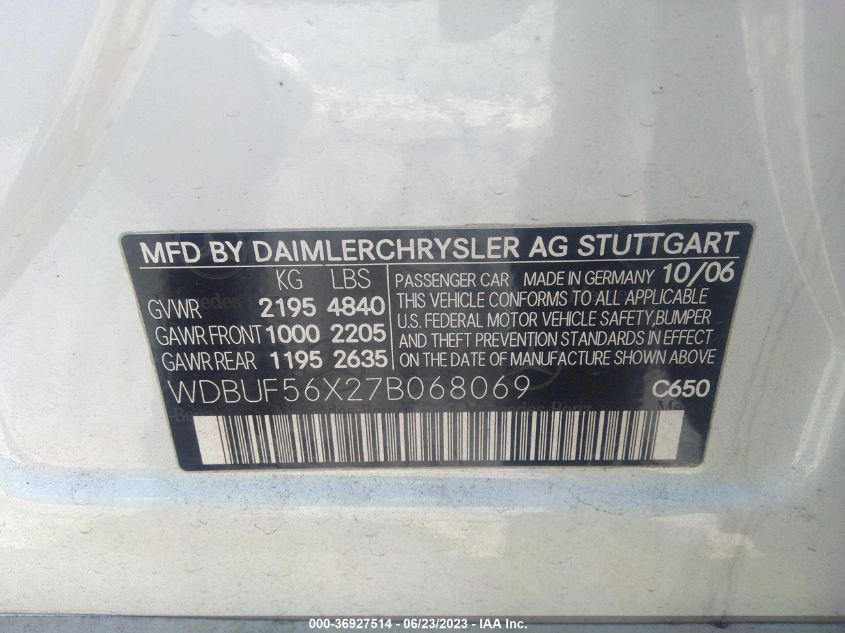 MFD BY DAIMLERCHRYSLER AG STUTTGART
KG LBS
GVWR 2195 4840
GAWR FRONT 1000 2205
GAWR REAR 1195 2635
PASSENGER CAR MADE IN GERMANY 10/06
THIS VEHICLE CONFORMS TO ALL APPLICABLE
U.S. FEDERAL MOTOR VEHICLE SAFETY,BUMPER
AND THEFT PREVENTION STANDARDS IN EFFECT
ON THE DATE OF MANUFACTURE SHOWN ABOVE
WDBUF56X27B068069 C650
000-36927514 - 06/23/2023 - IAA Inc.